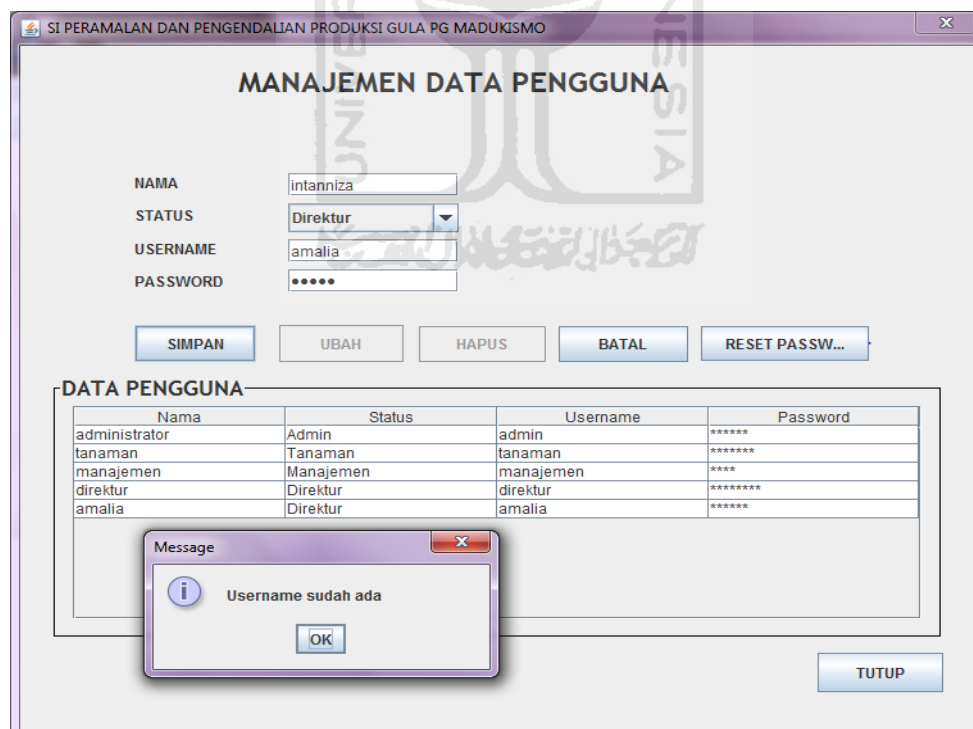 SI PERAMALAN DAN PENGENDALIAN PRODUKSI GULA PG MADUKISMO
MANAJEMEN DATA PENGGUNA
NAMA intanniza
STATUS Direktur
USERNAME amalia
PASSWORD •••••
SIMPAN UBAH HAPUS BATAL RESET PASSW...
DATA PENGGUNA
Nama Status Username Password
administrator Admin admin ******
tanaman Tanaman tanaman *******
manajemen Manajemen manajemen ****
direktur Direktur direktur ********
amalia Direktur amalia ******
Message
Username sudah ada
OK
TUTUP